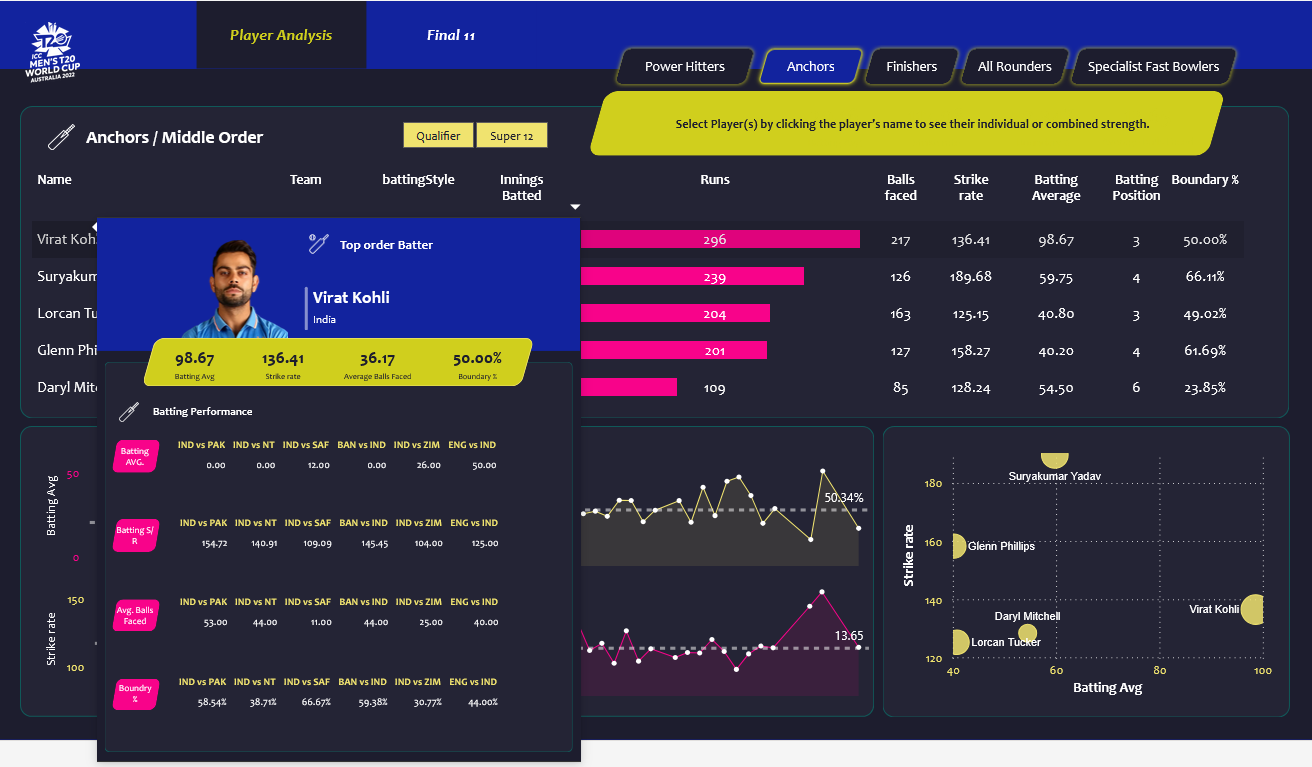 Player Analysis
Final 11
ICC
MEN'S T20
WORLD CUP
AUSTRALIA 2022
Power Hitters
Anchors
Finishers
All Rounders
Specialist Fast Bowlers
Select Player(s) by clicking the player's name to see their individual or combined strength.
Anchors / Middle Order
Qualifier
Super 12
Name Team battingStyle Innings Batted Runs Balls faced Strike rate Batting Average Batting Position Boundary %
Virat Koh 296 217 136.41 98.67 3 50.00%
Suryakum 239 126 189.68 59.75 4 66.11%
Lorcan Tu 204 163 125.15 40.80 3 49.02%
Glenn Phi 201 127 158.27 40.20 4 61.69%
Daryl Mit 109 85 128.24 54.50 6 23.85%
Top order Batter
Virat Kohli
India
98.67 136.41 36.17 50.00%
Batting Avg Strike rate Average Balls Faced Boundary %
Batting Performance
Batting AVG.
IND vs PAK IND vs NT IND vs SAF BAN vs IND IND vs ZIM ENG vs IND
0.00 0.00 12.00 0.00 26.00 50.00
Batting S/R
IND vs PAK IND vs NT IND vs SAF BAN vs IND IND vs ZIM ENG vs IND
154.72 140.91 109.09 145.45 104.00 125.00
Avg. Balls Faced
IND vs PAK IND vs NT IND vs SAF BAN vs IND IND vs ZIM ENG vs IND
53.00 44.00 11.00 44.00 25.00 40.00
Boundry %
IND vs PAK IND vs NT IND vs SAF BAN vs IND IND vs ZIM ENG vs IND
58.54% 38.71% 66.67% 59.38% 30.77% 44.00%
Batting Avg
50
0
Strike rate
150
100
50.34%
13.65
Strike rate
180
160
140
120
Suryakumar Yadav
Glenn Phillips
Virat Kohli
Daryl Mitchell
Lorcan Tucker
40 60 80 100
Batting Avg